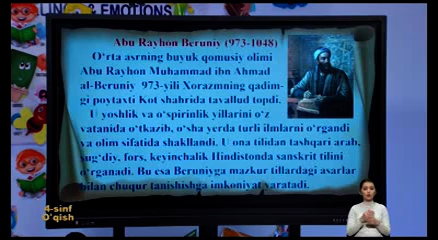 LING & EMOTIONS
Abu Rayhon Beruniy (973-1048)
O'rta asrning buyuk qomusiy olimi
Abu Rayhon Muhammad ibn Ahmad
al-Beruniy 973-yili Xorazmning qadim-
gi poytaxti Kot shahrida tavallud topdi.
U yoshlik va o'spirinlik yillarini o'z
vatanida o'tkazib, o'sha yerda turli ilmlarni o'rgandi
va olim sifatida shakllandi. U ona tilidan tashqari arab,
sug'diy, fors, keyinchalik Hindistonda sanskrit tilini
o'rganadi. Bu esa Beruniyga mazkur tillardagi asarlar
bilan chuqur tanishishga imkoniyat yaratadi.
4-sinf
O'qish